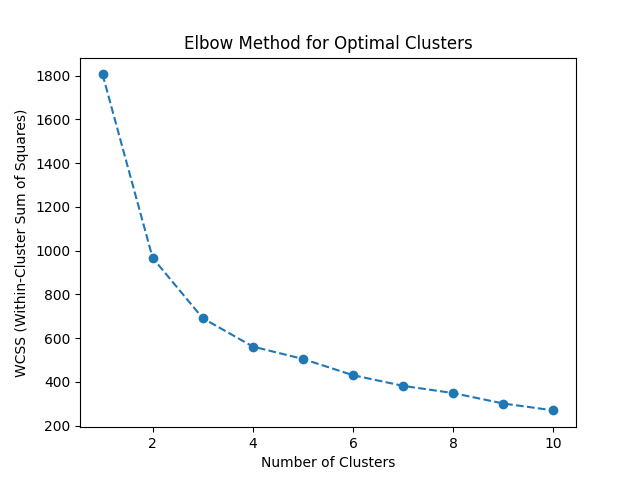 Elbow Method for Optimal Clusters
WCSS (Within-Cluster Sum of Squares)
1800
1600
1400
1200
1000
800
600
400
200
2 4 6 8 10
Number of Clusters